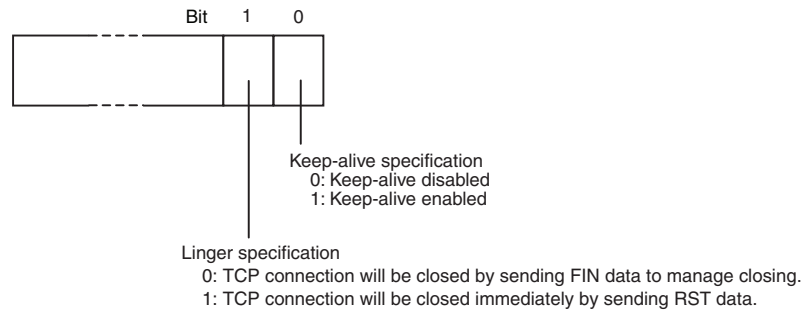 Bit 1 0
Keep-alive specification
0: Keep-alive disabled
1: Keep-alive enabled
Linger specification
0: TCP connection will be closed by sending FIN data to manage closing.
1: TCP connection will be closed immediately by sending RST data.